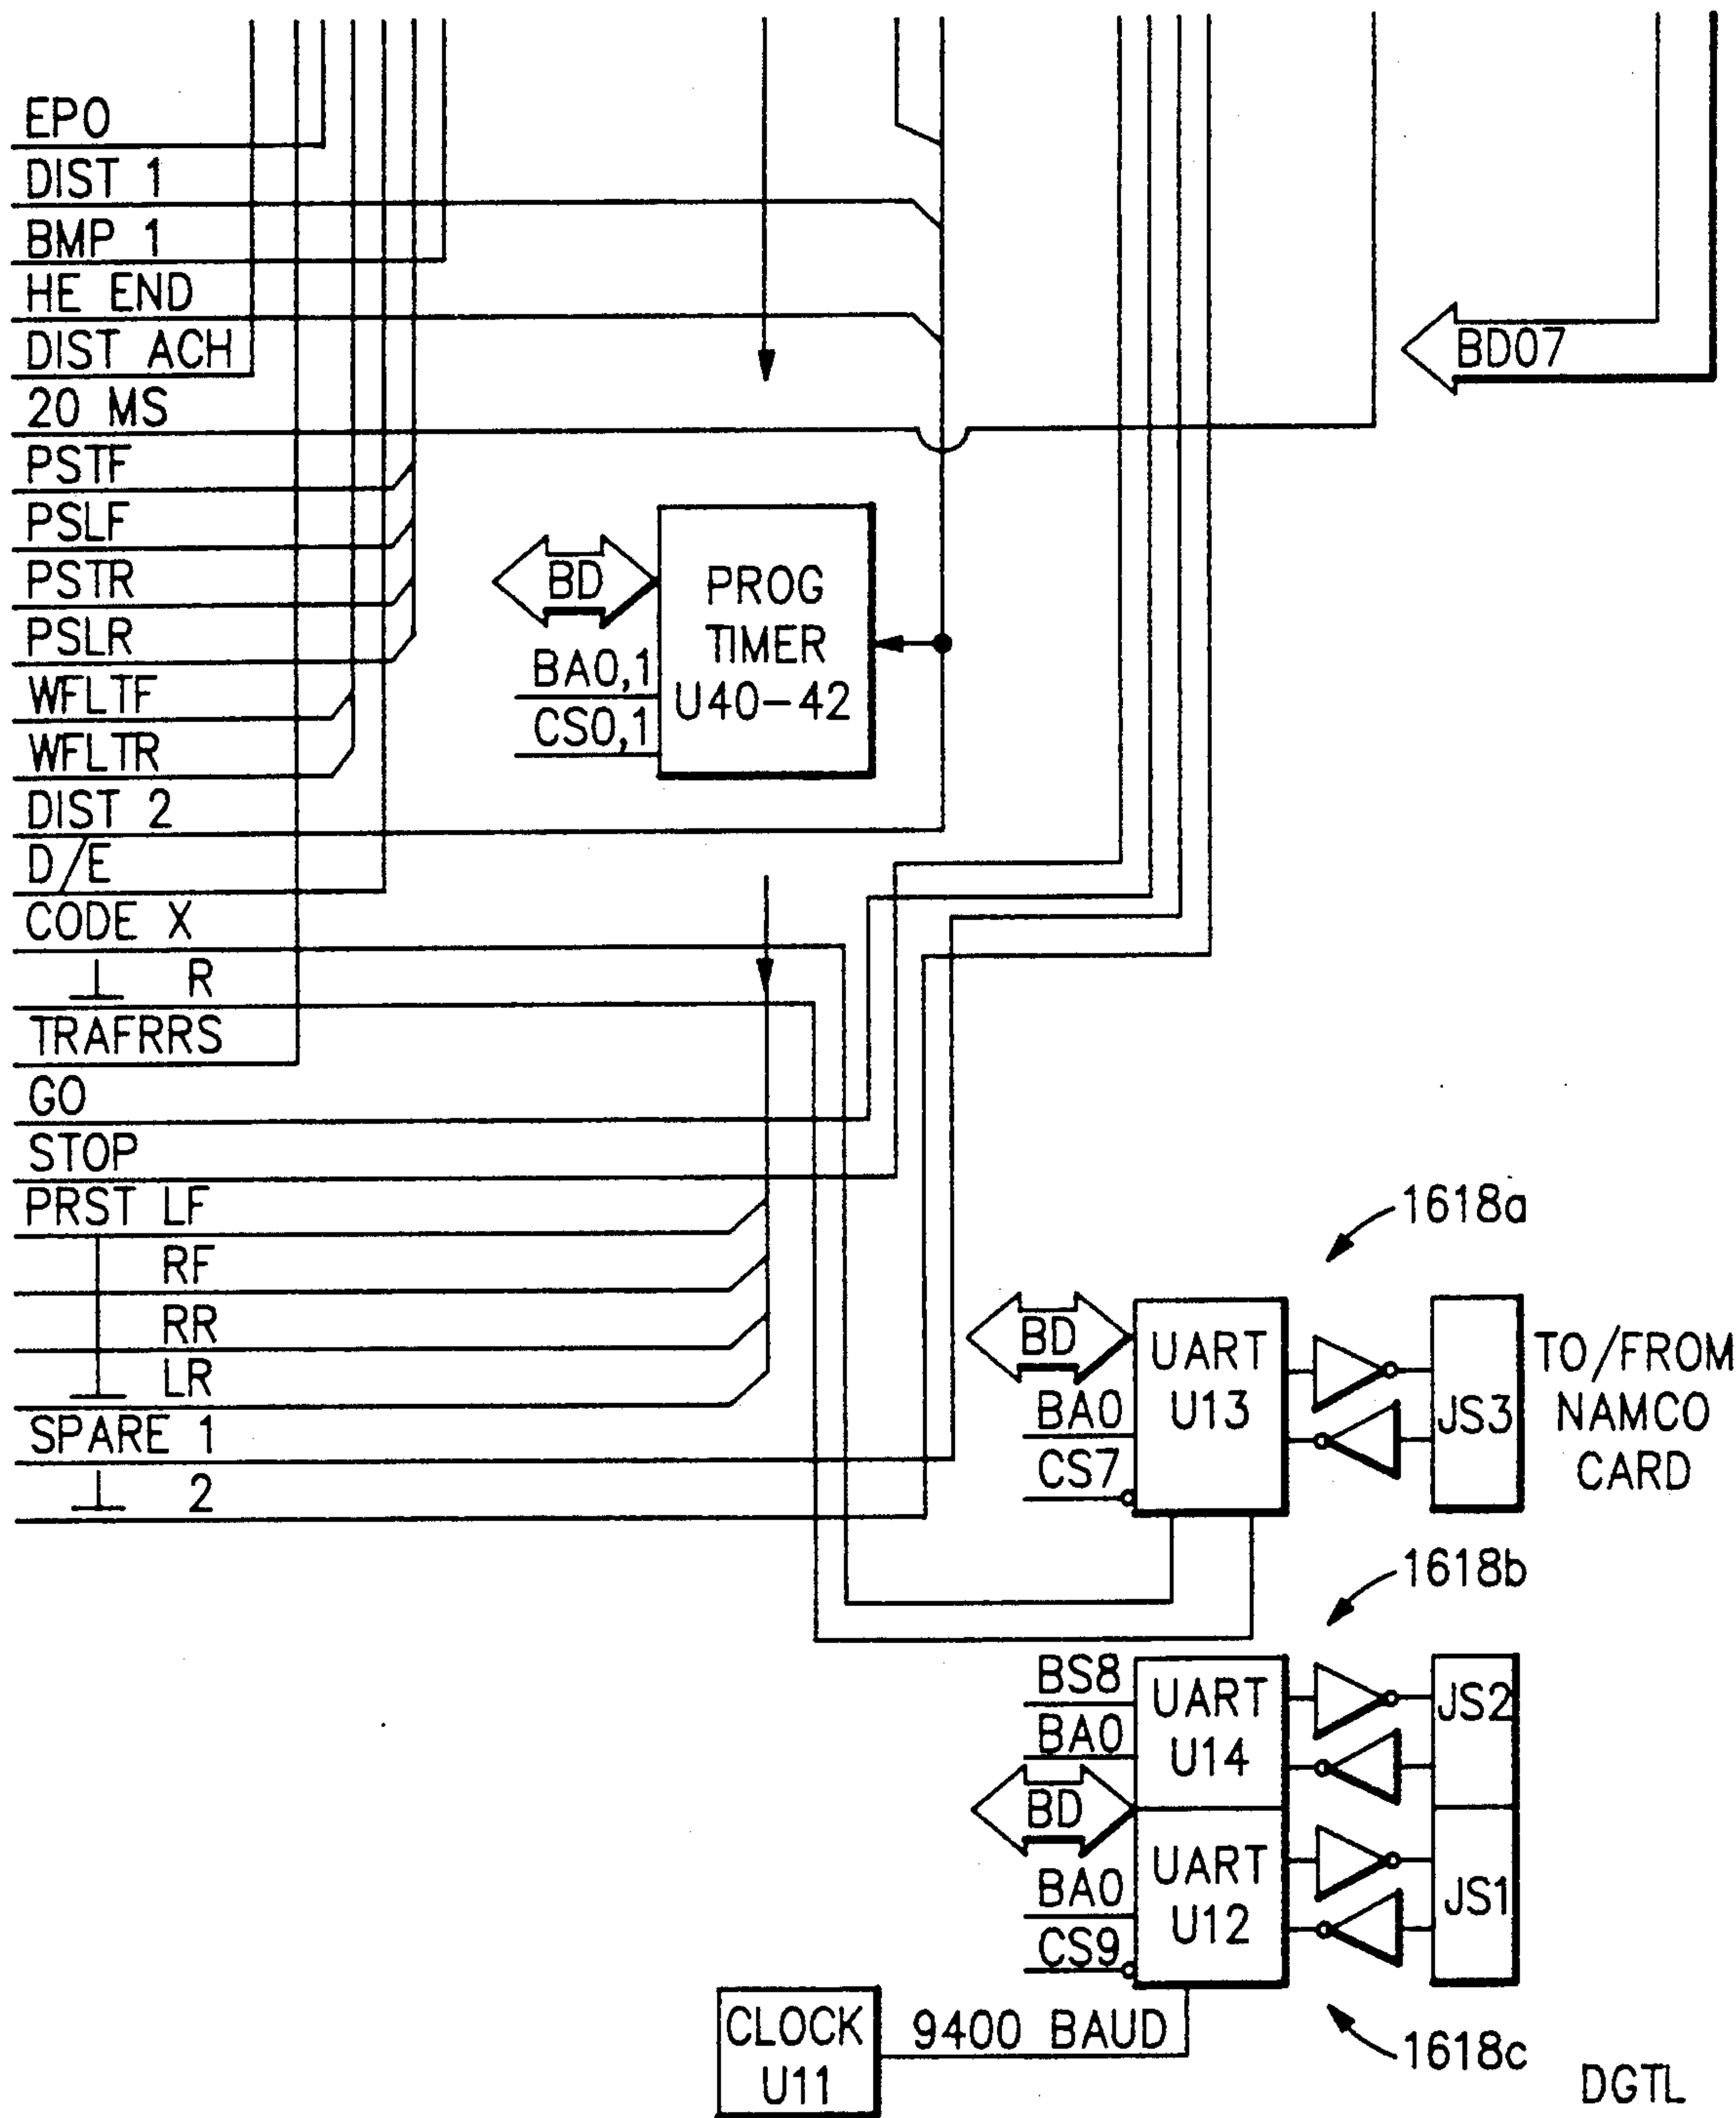 EPO
DIST 1
BMP 1
HE END
DIST ACH
20 MS
PSTF
PSLF
PSTR
PSLR
WFLTF
WFLTR
DIST 2
D/E
CODE X
R
TRAFRRS
GO
STOP
PRST LF
RF
RR
LR
SPARE 1
2
BD07
BD
PROG
TIMER
U40-42
BA0,1
CS0,1
1618a
BD
UART
U13
BA0
CS7
JS3
TO/FROM
NAMCO
CARD
1618b
BS8
BA0
UART
U14
JS2
BD
BA0
CS9
UART
U12
JS1
CLOCK
U11
9400 BAUD
1618c
DGTL